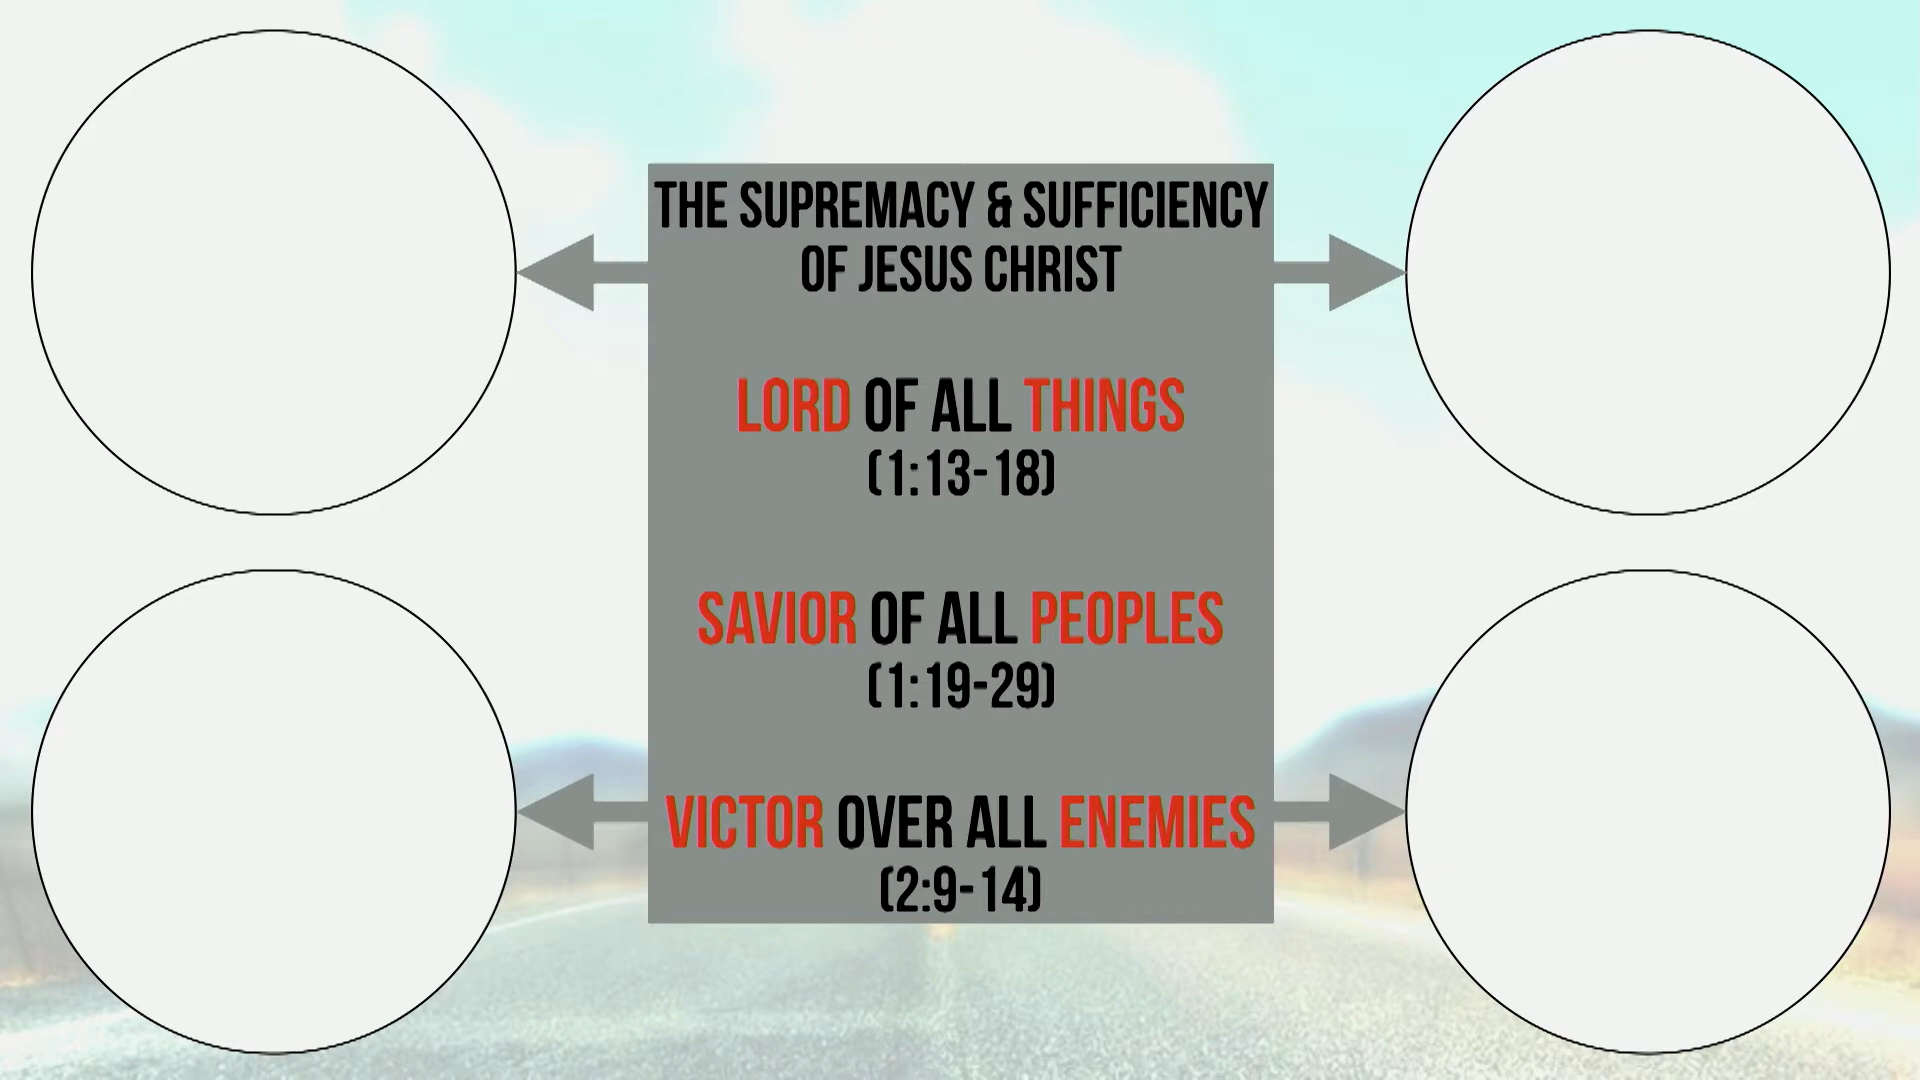 THE SUPREMACY & SUFFICIENCY
OF JESUS CHRIST
LORD OF ALL THINGS
(1:13-18)
SAVIOR OF ALL PEOPLES
(1:19-29)
VICTOR OVER ALL ENEMIES
(2:9-14)